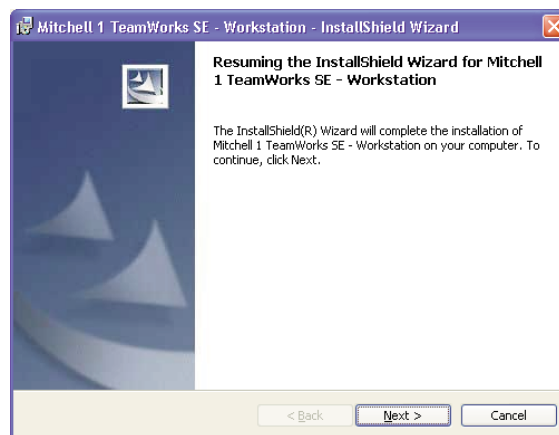 Mitchell 1 TeamWorks SE - Workstation - InstallShield Wizard
Resuming the InstallShield Wizard for Mitchell
1 TeamWorks SE - Workstation
The InstallShield(R) Wizard will complete the installation of
Mitchell 1 TeamWorks SE - Workstation on your computer. To
continue, click Next.
< Back Next > Cancel